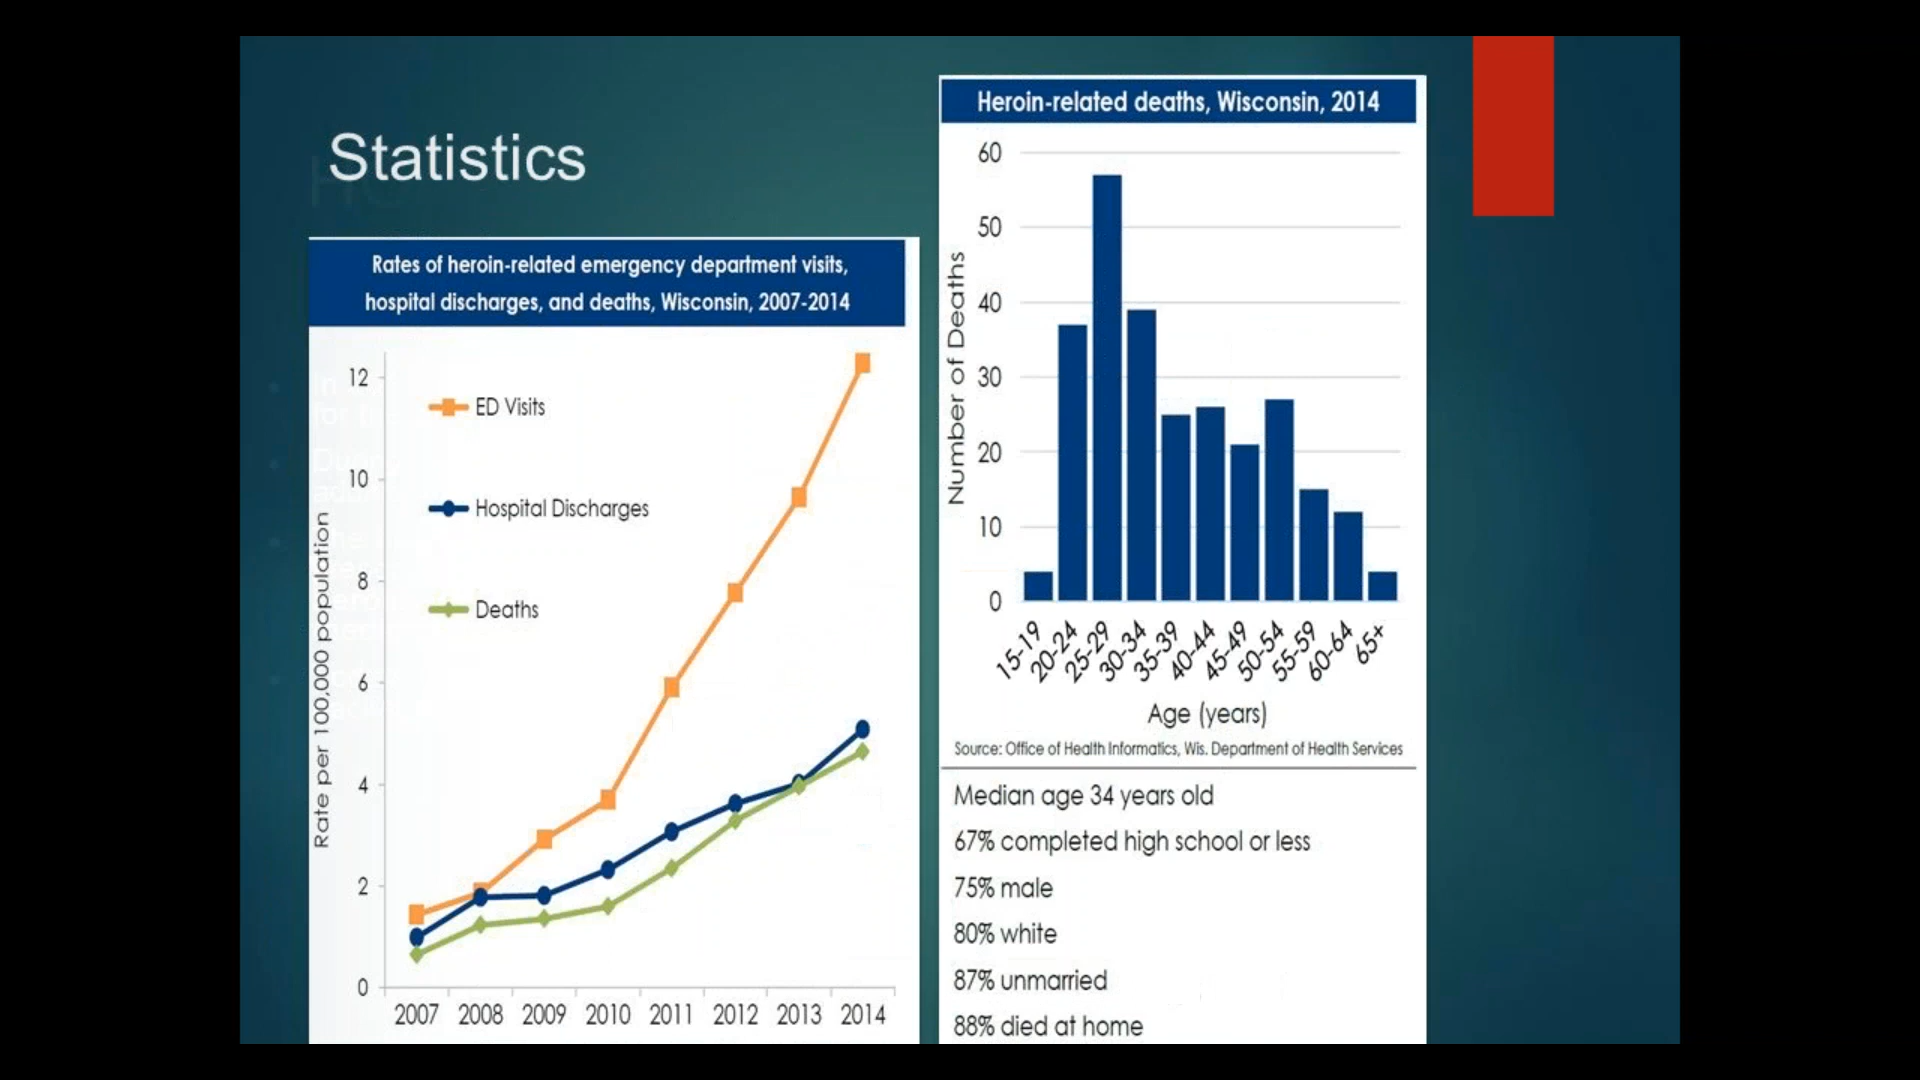 Statistics
Rates of heroin-related emergency department visits,
hospital discharges, and deaths, Wisconsin, 2007-2014
Rate per 100,000 population
12
10
8
6
4
2
0
ED Visits
Hospital Discharges
Deaths
2007 2008 2009 2010 2011 2012 2013 2014
Heroin-related deaths, Wisconsin, 2014
Number of Deaths
60
50
40
30
20
10
0
15-19 20-24 25-29 30-34 35-39 40-44 45-49 50-54 55-59 60-64 65+
Age (years)
Source: Office of Health Informatics, Wis. Department of Health Services
Median age 34 years old
67% completed high school or less
75% male
80% white
87% unmarried
88% died at home